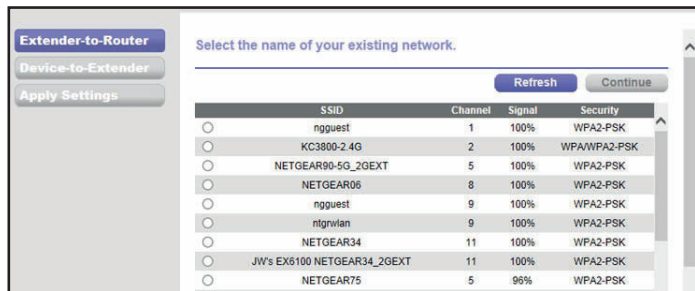 Extender-to-Router
Device-to-Extender
Apply Settings
Select the name of your existing network.
Refresh Continue
SSID Channel Signal Security
ngguest 1 100% WPA2-PSK
KC3800-2.4G 2 100% WPA/WPA2-PSK
NETGEAR90-5G_2GEXT 5 100% WPA2-PSK
NETGEAR06 8 100% WPA2-PSK
ngguest 9 100% WPA2-PSK
ntgrwlan 9 100% WPA2-PSK
NETGEAR34 11 100% WPA2-PSK
JW's EX6100 NETGEAR34_2GEXT 11 100% WPA2-PSK
NETGEAR75 5 96% WPA2-PSK